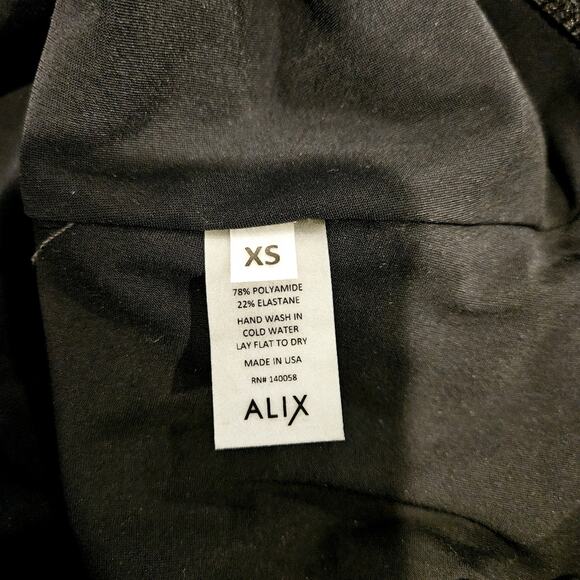 XS
78% POLYAMIDE
22% ELASTANE
HAND WASH IN
COLD WATER
LAY FLAT TO DRY
MADE IN USA
RN# 140058
ALIX